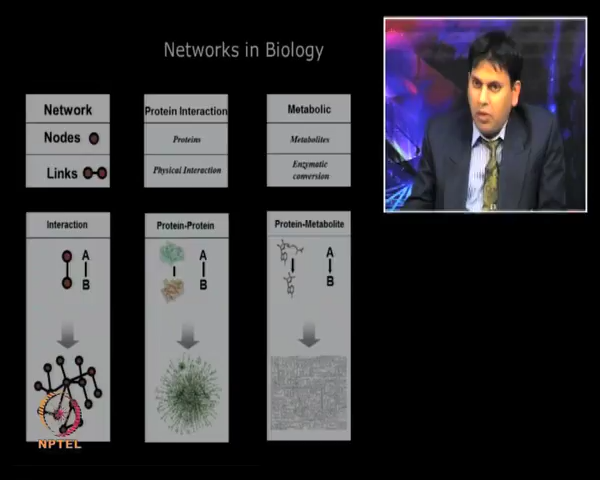 Networks in Biology
Network
Nodes
Links
Protein Interaction
Proteins
Physical Interaction
Metabolic
Metabolites
Enzymatic
conversion
Interaction
A
B
Protein-Protein
A
B
Protein-Metabolite
A
B
NPTEL